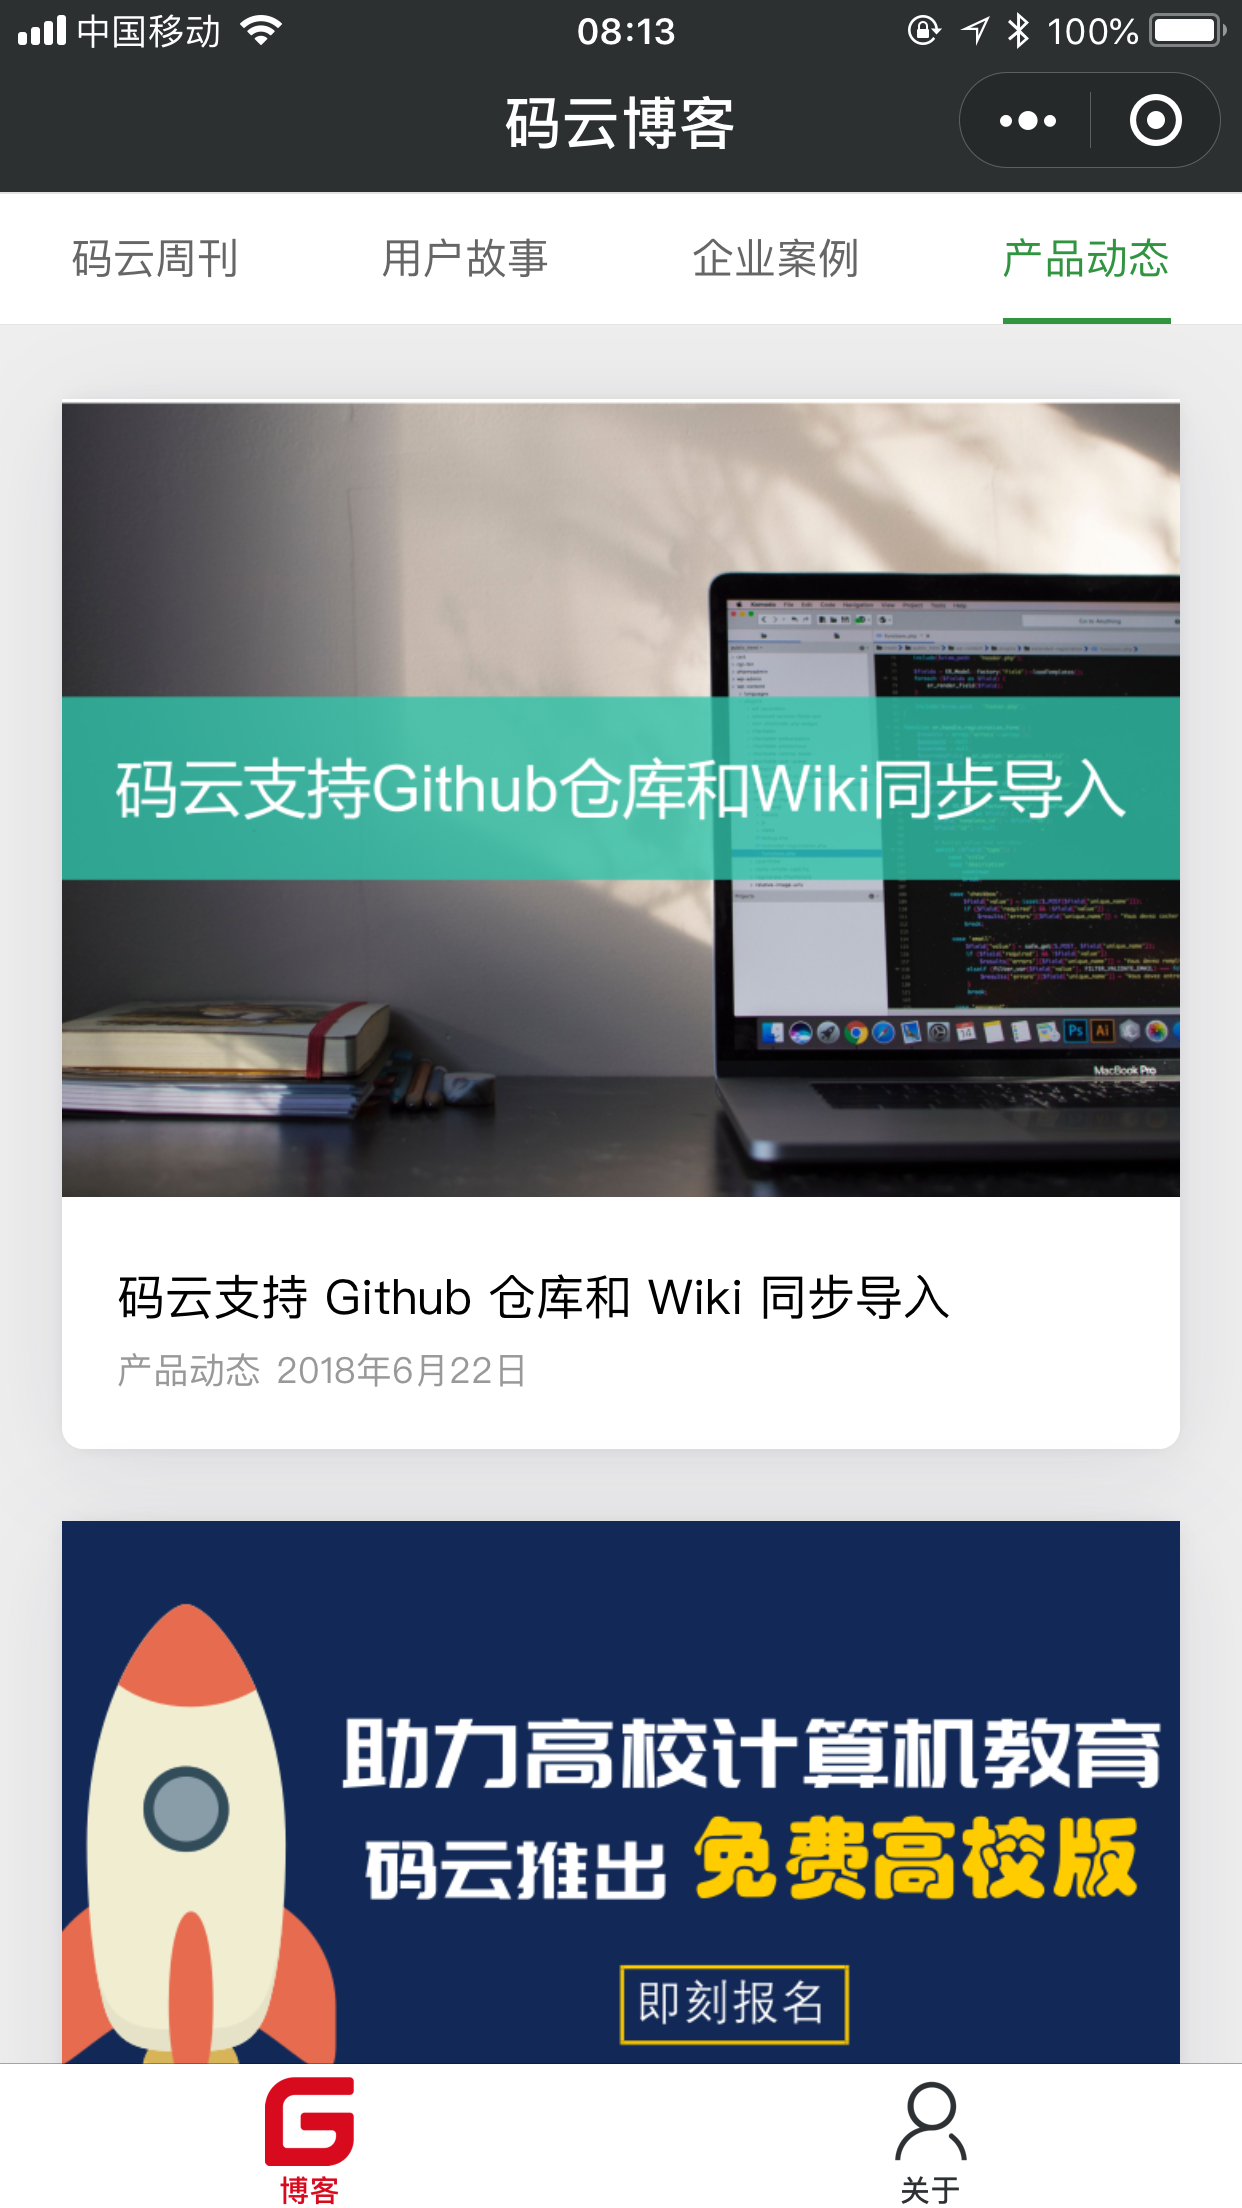 中国移动 08:13 100%
码云博客
码云周刊 用户故事 企业案例 产品动态
码云支持Github仓库和Wiki同步导入
MacBook Pro
码云支持 Github 仓库和 Wiki 同步导入
产品动态 2018年6月22日
助力高校计算机教育
码云推出 免费高校版
即刻报名
博客 关于